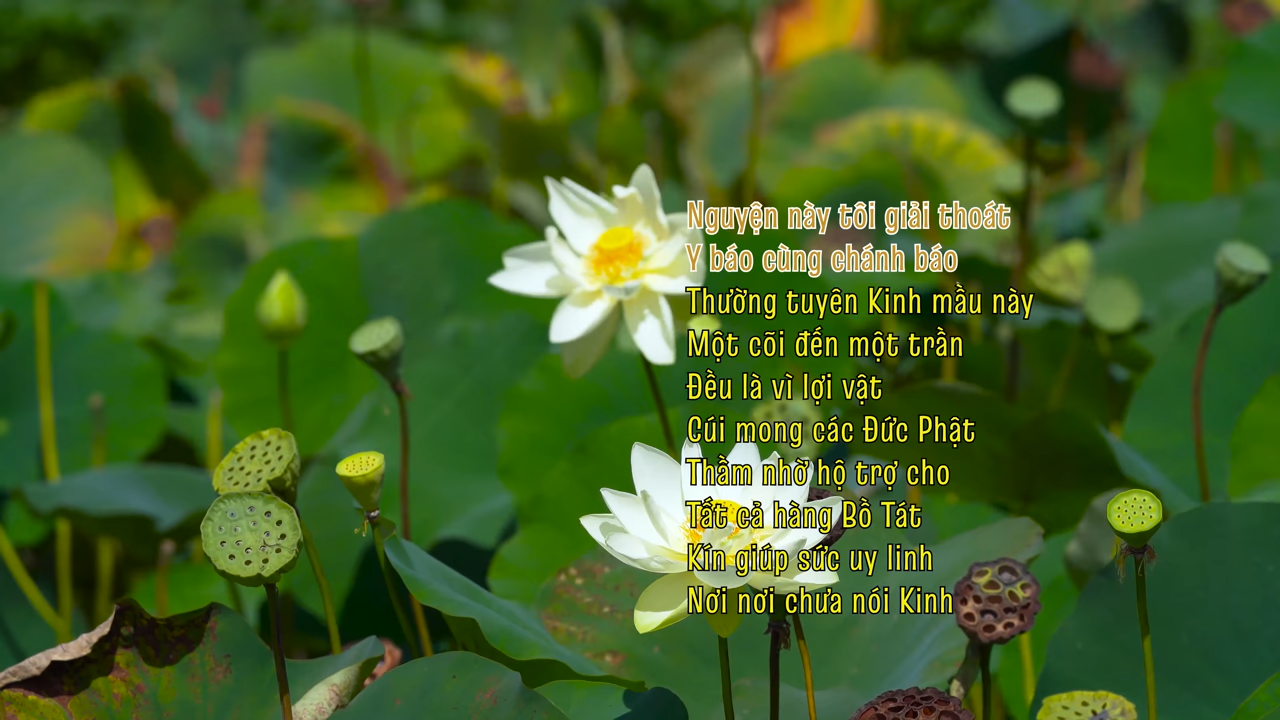 Nguyện này tôi giải thoát
Y báo cùng chánh báo
Thường tuyên Kinh mầu này
Một cõi đến một trần
Đều là vì lợi vật
Cúi mong các Đức Phật
Thầm nhờ hộ trợ cho
Tất cả hàng Bồ Tát
Kín giúp sức uy linh
Nơi nơi chưa nói Kinh